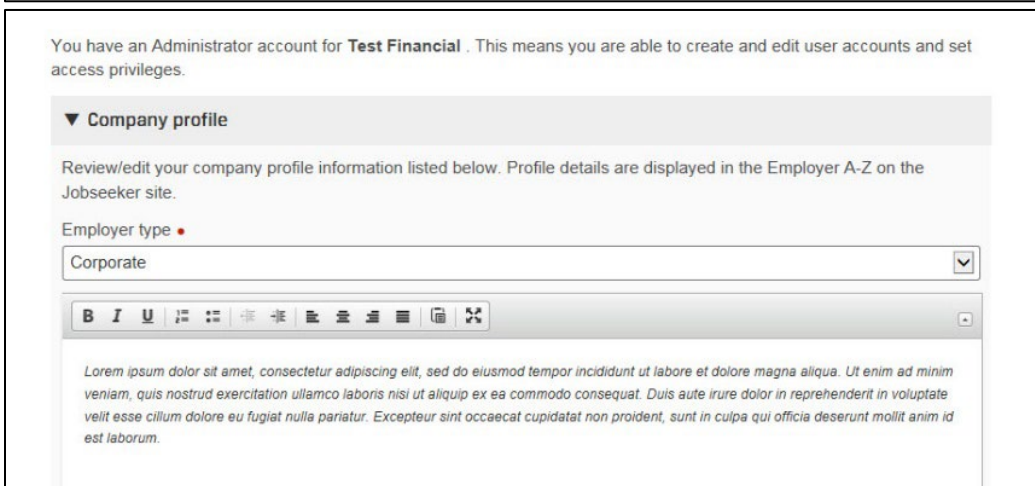 You have an Administrator account for Test Financial . This means you are able to create and edit user accounts and set
access privileges.
▼ Company profile
Review/edit your company profile information listed below. Profile details are displayed in the Employer A-Z on the
Jobseeker site.
Employer type •
Corporate
B I U
Lorem ipsum dolor sit amet, consectetur adipiscing elit, sed do eiusmod tempor incididunt ut labore et dolore magna aliqua. Ut enim ad minim
veniam, quis nostrud exercitation ullamco laboris nisi ut aliquip ex ea commodo consequat. Duis aute irure dolor in reprehenderit in voluptate
velit esse cillum dolore eu fugiat nulla pariatur. Excepteur sint occaecat cupidatat non proident, sunt in culpa qui officia deserunt mollit anim id
est laborum.